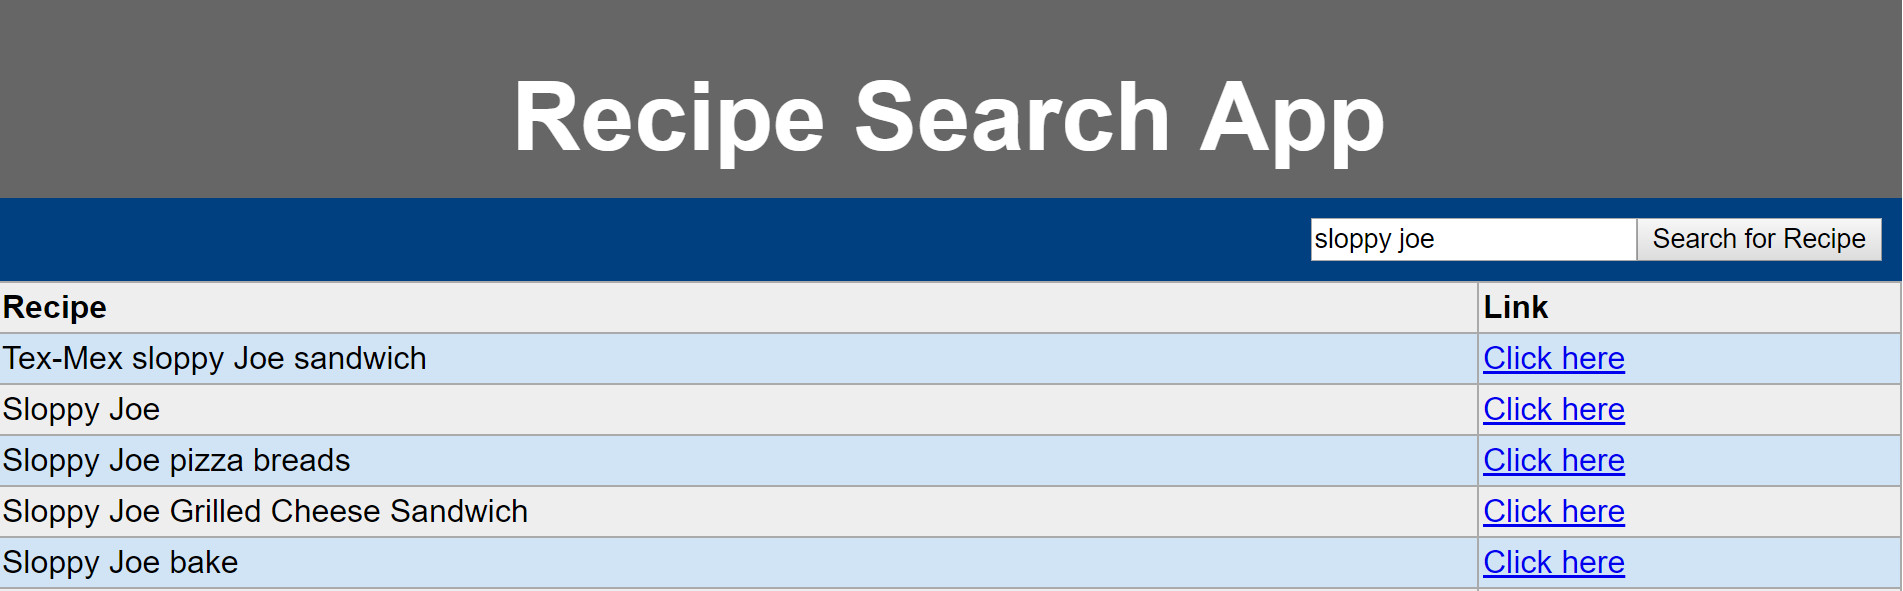 Recipe Search App
sloppy joe Search for Recipe
Recipe Link
Tex-Mex sloppy Joe sandwich Click here
Sloppy Joe Click here
Sloppy Joe pizza breads Click here
Sloppy Joe Grilled Cheese Sandwich Click here
Sloppy Joe bake Click here